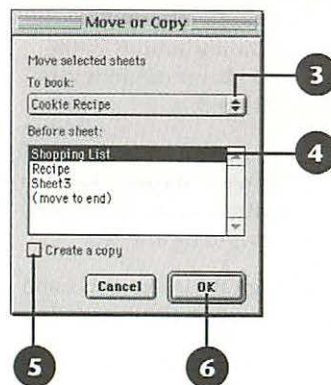 Move or Copy
Move selected sheets
To book:
Cookie Recipe
3
Before sheet:
Shopping List
4
Recipe
Sheet3
(move to end)
Create a copy
Cancel
OK
5
6